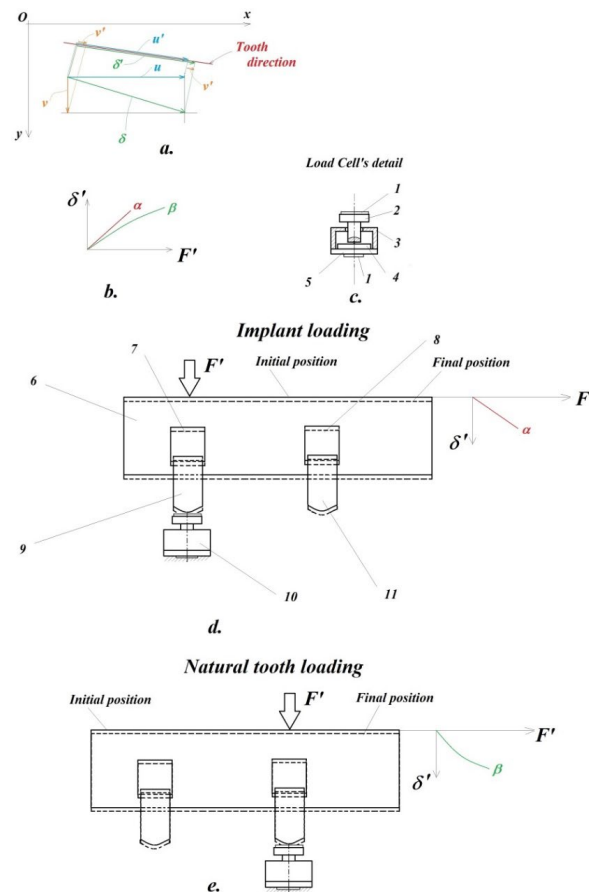 O
x
v'
u'
δ'
Tooth
direction
u
v'
v
δ
y
a.
Load Cell's detail
1
2
3
4
5
1
c.
δ'
α
β
F'
b.
Implant loading
7
8
6
F'
Initial position
Final position
F
δ'
α
9
10
11
d.
Natural tooth loading
Initial position
F'
Final position
F'
δ'
β
e.